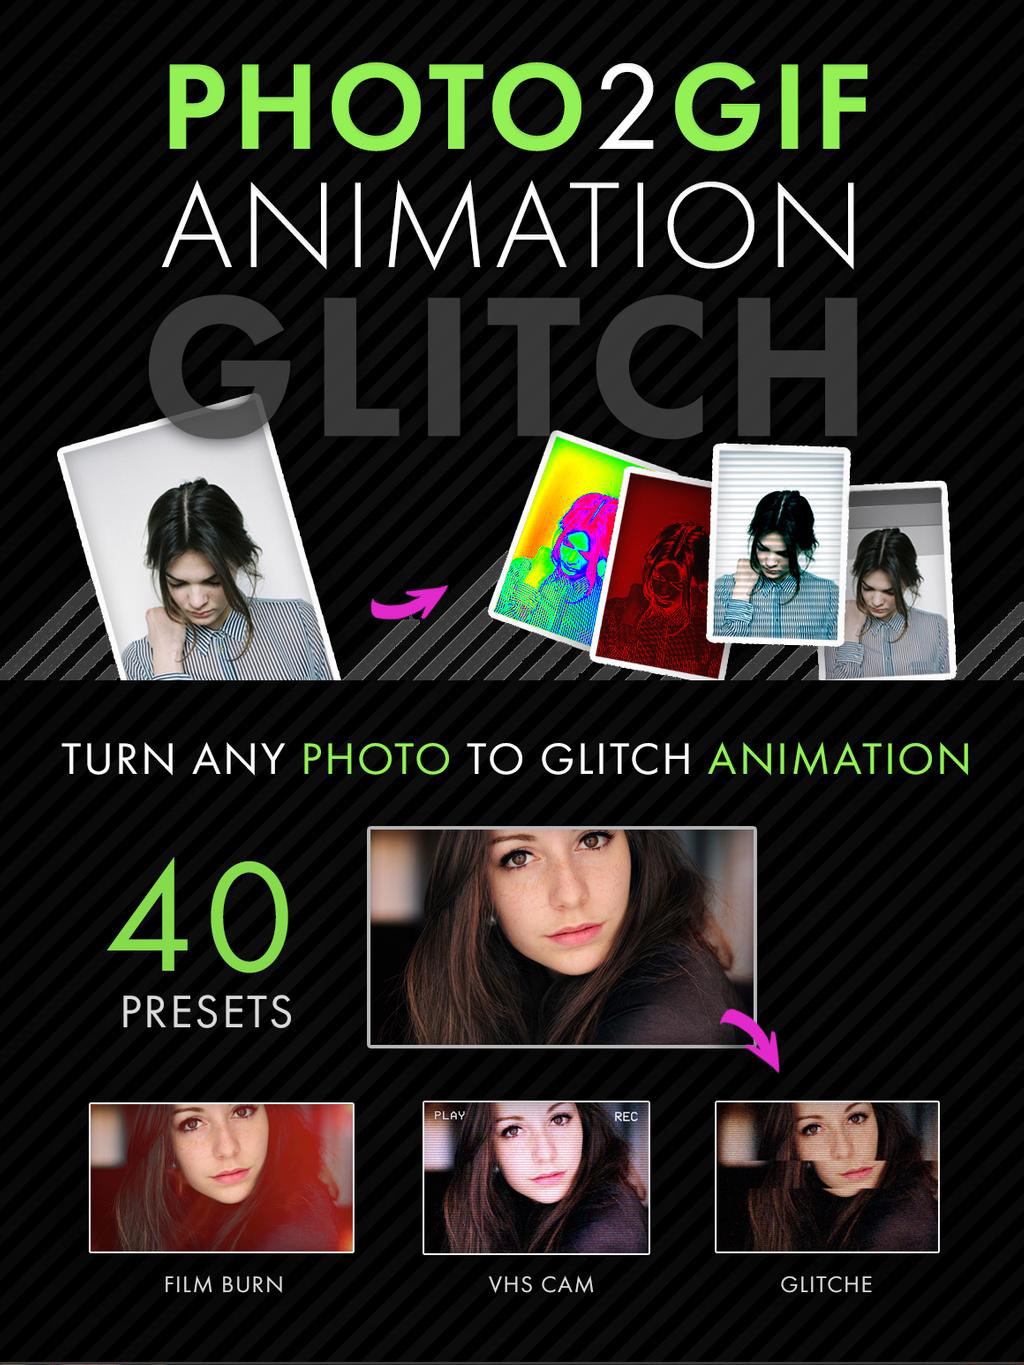 PHOTO2GIF
ANIMATION
GLITCH
TURN ANY PHOTO TO GLITCH ANIMATION
40
PRESETS
PLAY
REC
FILM BURN
VHS CAM
GLITCHE